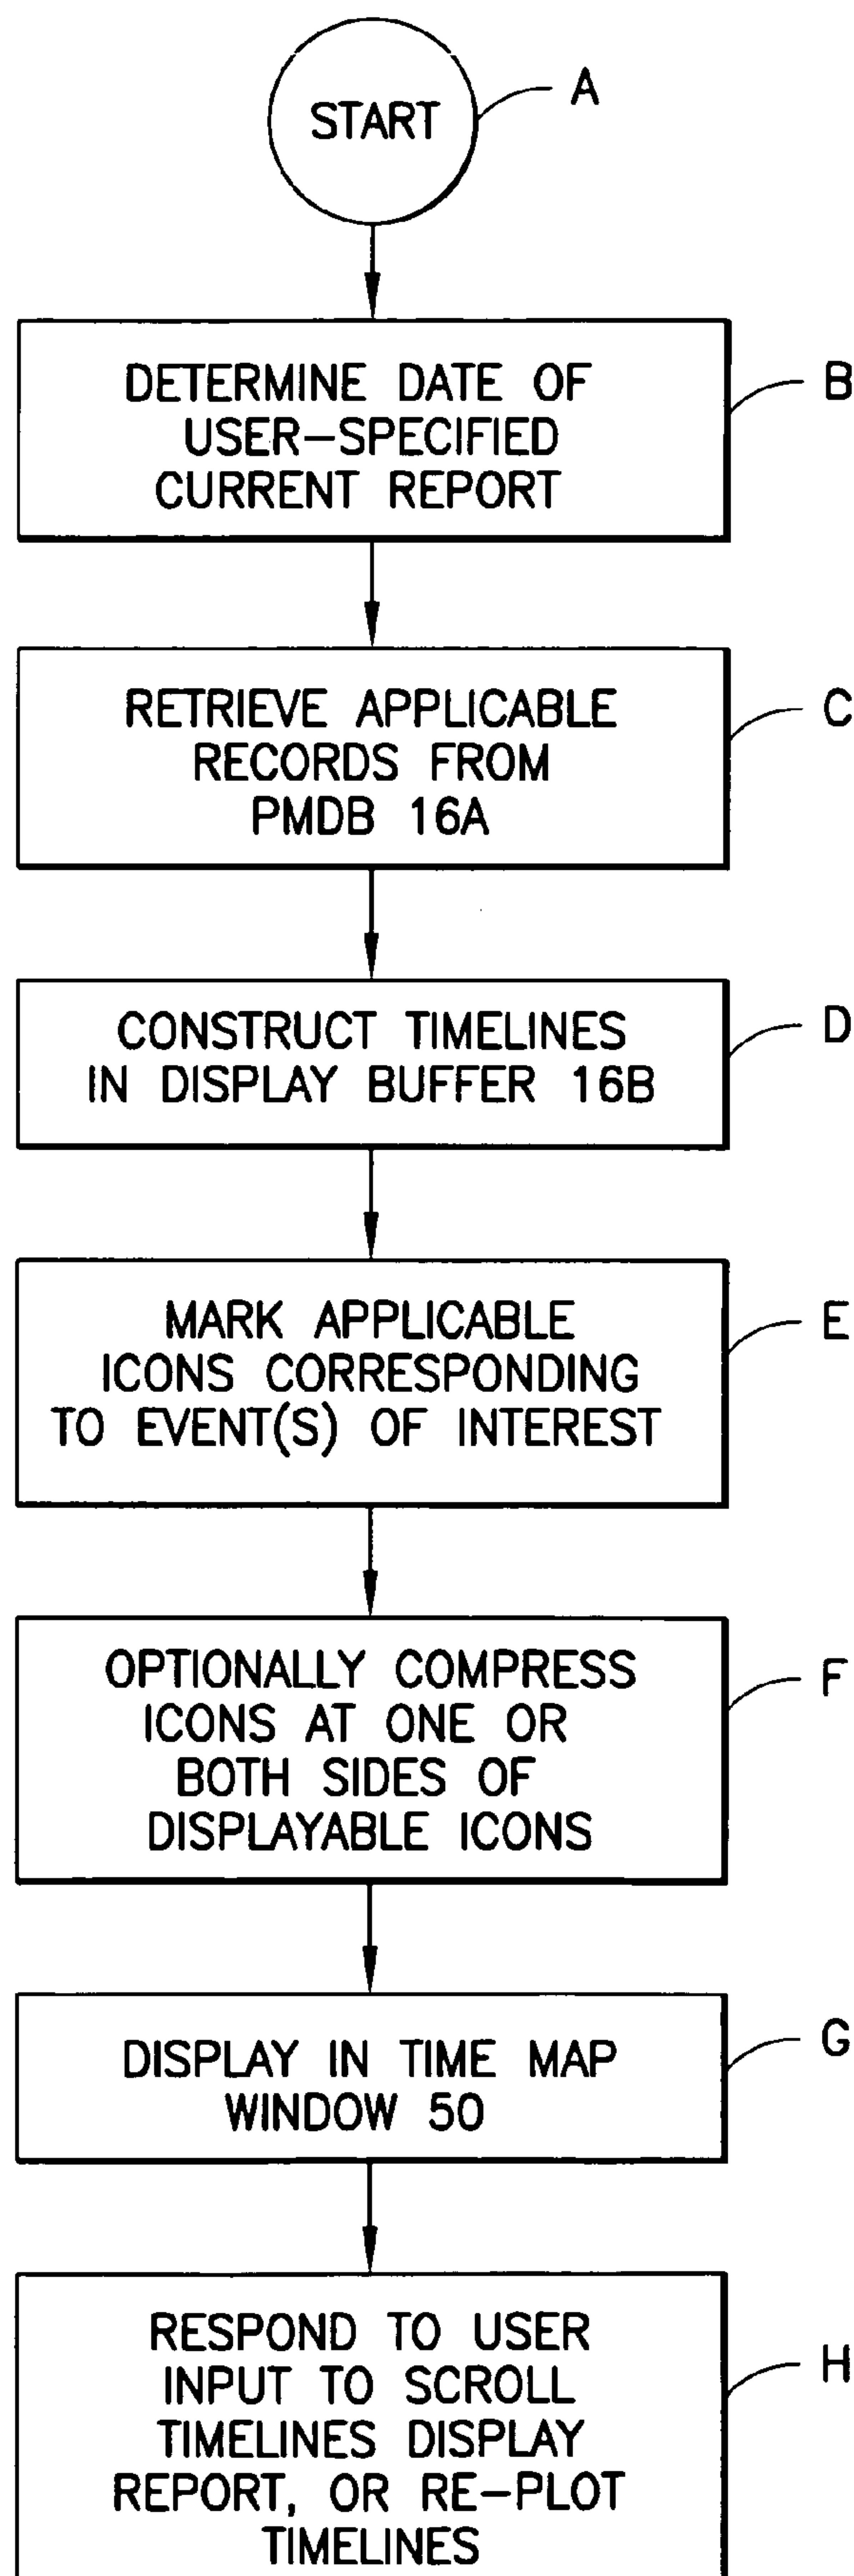 START
A
DETERMINE DATE OF
USER-SPECIFIED
CURRENT REPORT
B
RETRIEVE APPLICABLE
RECORDS FROM
PMDB 16A
C
CONSTRUCT TIMELINES
IN DISPLAY BUFFER 16B
D
MARK APPLICABLE
ICONS CORRESPONDING
TO EVENT(S) OF INTEREST
E
OPTIONALLY COMPRESS
ICONS AT ONE OR
BOTH SIDES OF
DISPLAYABLE ICONS
F
DISPLAY IN TIME MAP
WINDOW 50
G
RESPOND TO USER
INPUT TO SCROLL
TIMELINES DISPLAY
REPORT, OR RE-PLOT
TIMELINES
H